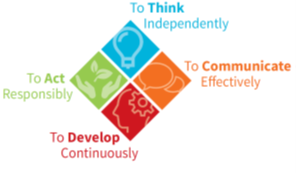 To Think
Independently
To Communicate
Effectively
To Act
Responsibly
To Develop
Continuously